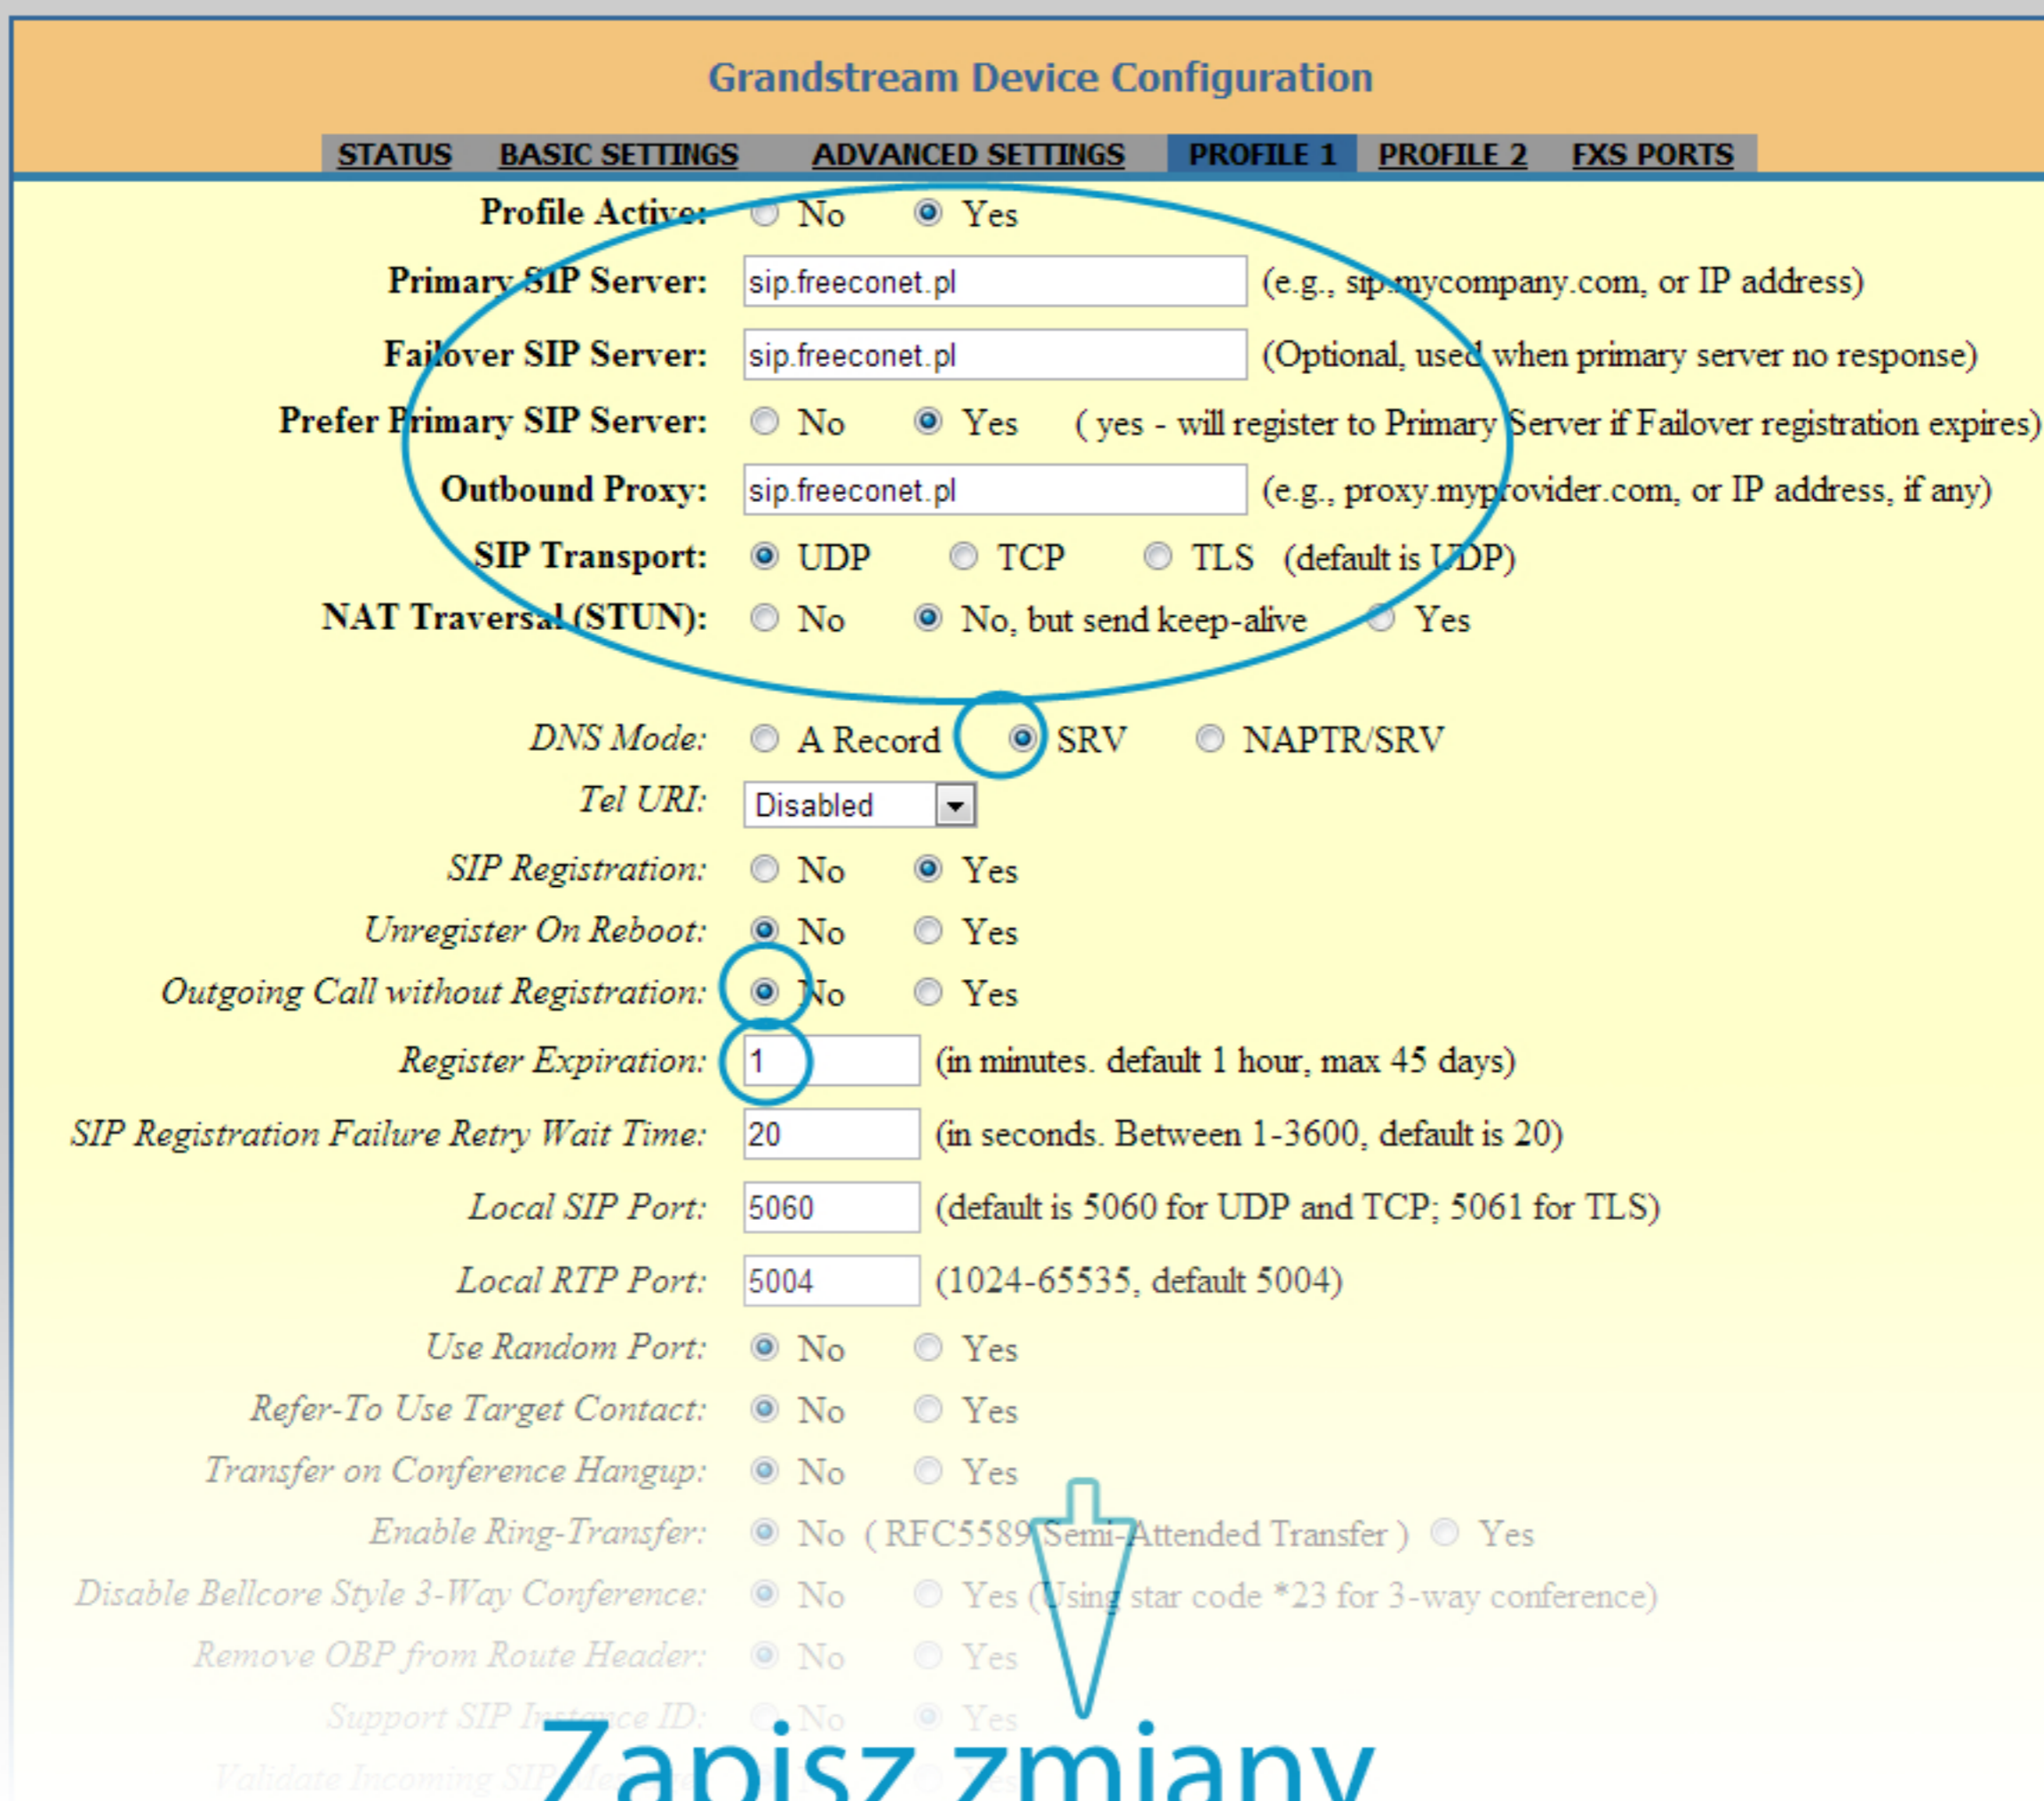 Grandstream Device Configuration
STATUS BASIC SETTINGS ADVANCED SETTINGS PROFILE 1 PROFILE 2 FXS PORTS
Profile Active: No Yes
Primary SIP Server: sip.freeconet.pl (e.g., sip.mycompany.com, or IP address)
Failover SIP Server: sip.freeconet.pl (Optional, used when primary server no response)
Prefer Primary SIP Server: No Yes ( yes - will register to Primary Server if Failover registration expires)
Outbound Proxy: sip.freeconet.pl (e.g., proxy.myprovider.com, or IP address, if any)
SIP Transport: UDP TCP TLS (default is UDP)
NAT Traversal (STUN): No No, but send keep-alive Yes
DNS Mode: A Record SRV NAPTR/SRV
Tel URI: Disabled
SIP Registration: No Yes
Unregister On Reboot: No Yes
Outgoing Call without Registration: No Yes
Register Expiration: 1 (in minutes. default 1 hour, max 45 days)
SIP Registration Failure Retry Wait Time: 20 (in seconds. Between 1-3600, default is 20)
Local SIP Port: 5060 (default is 5060 for UDP and TCP; 5061 for TLS)
Local RTP Port: 5004 (1024-65535, default 5004)
Use Random Port: No Yes
Refer-To Use Target Contact: No Yes
Transfer on Conference Hangup: No Yes
Enable Ring-Transfer: No ( RFC5589 Semi-Attended Transfer ) Yes
Disable Bellcore Style 3-Way Conference: No Yes (Using star code *23 for 3-way conference)
Remove OBP from Route Header: No Yes
Support SIP Instance ID: No Yes
Zapisz zmiany
Validate Incoming SIP